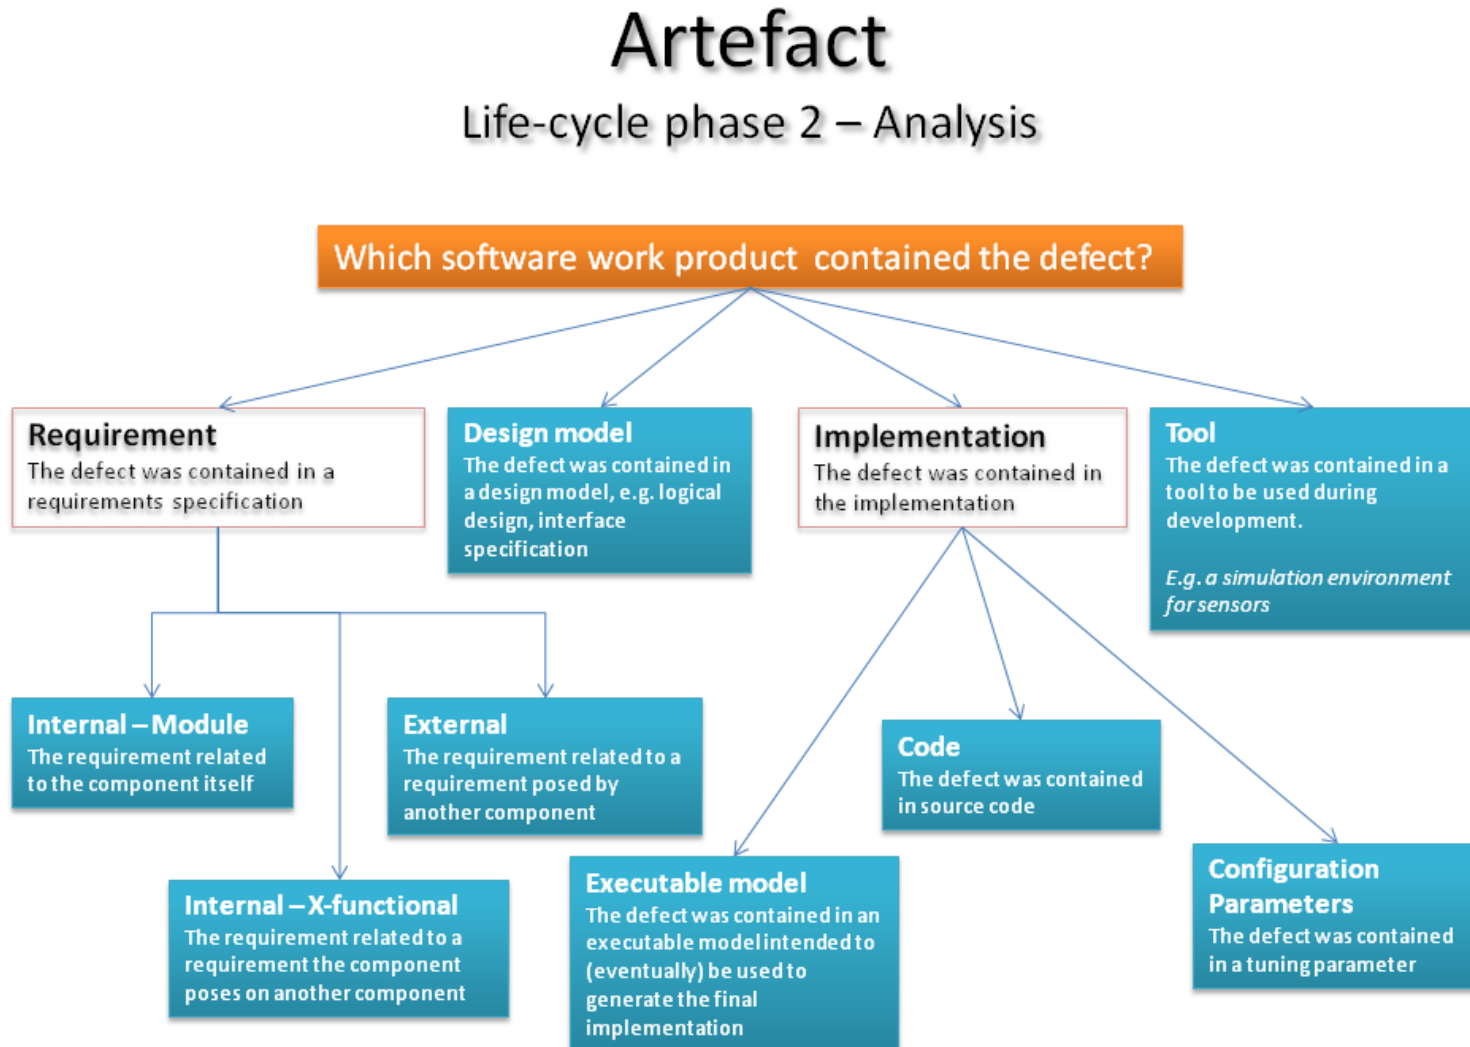 Artefact
Life-cycle phase 2 – Analysis
Which software work product contained the defect?
Requirement
The defect was contained in a
requirements specification
Design model
The defect was contained in
a design model, e.g. logical
design, interface
specification
Implementation
The defect was contained in
the implementation
Tool
The defect was contained in a
tool to be used during
development.
E.g. a simulation environment
for sensors
Internal – Module
The requirement related
to the component itself
External
The requirement related to a
requirement posed by
another component
Code
The defect was contained
in source code
Internal – X-functional
The requirement related to a
requirement the component
poses on another component
Executable model
The defect was contained in an
executable model intended to
(eventually) be used to
generate the final
implementation
Configuration
Parameters
The defect was contained
in a tuning parameter